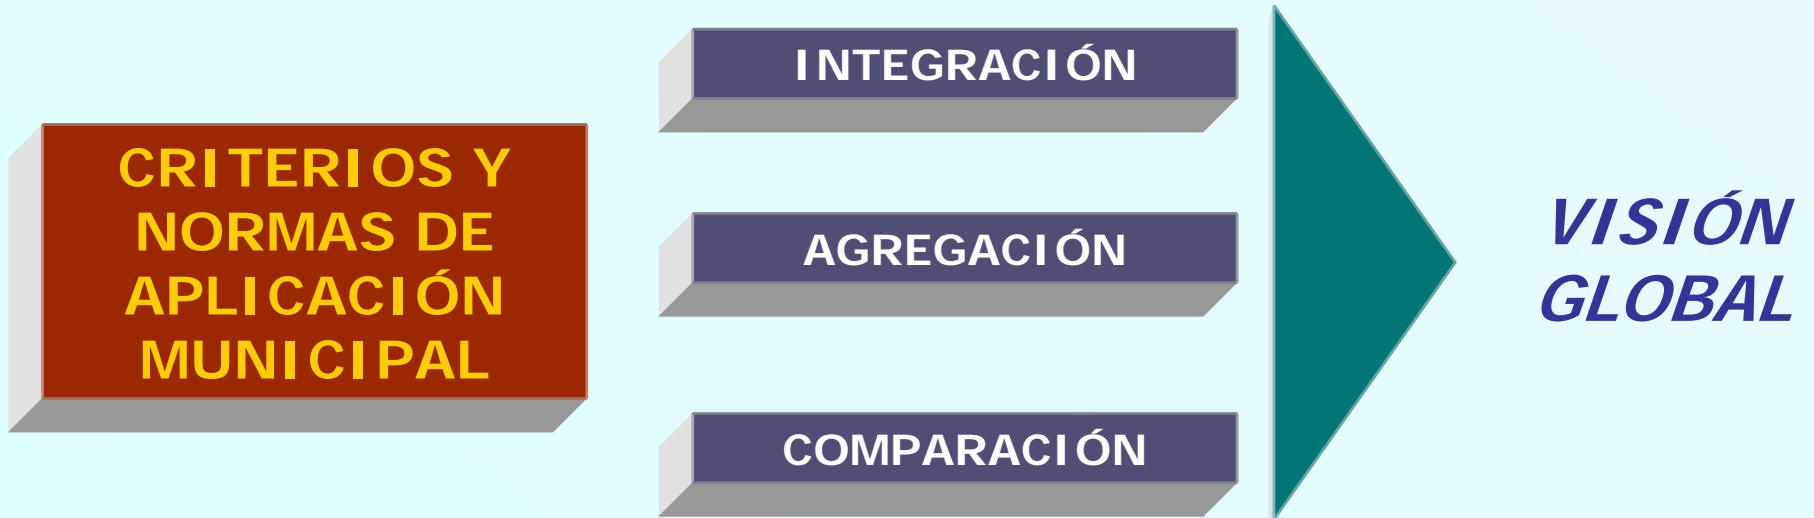 CRITERIOS Y
NORMAS DE
APLICACIÓN
MUNICIPAL
INTEGRACIÓN
AGREGACIÓN
COMPARACIÓN
VISIÓN
GLOBAL